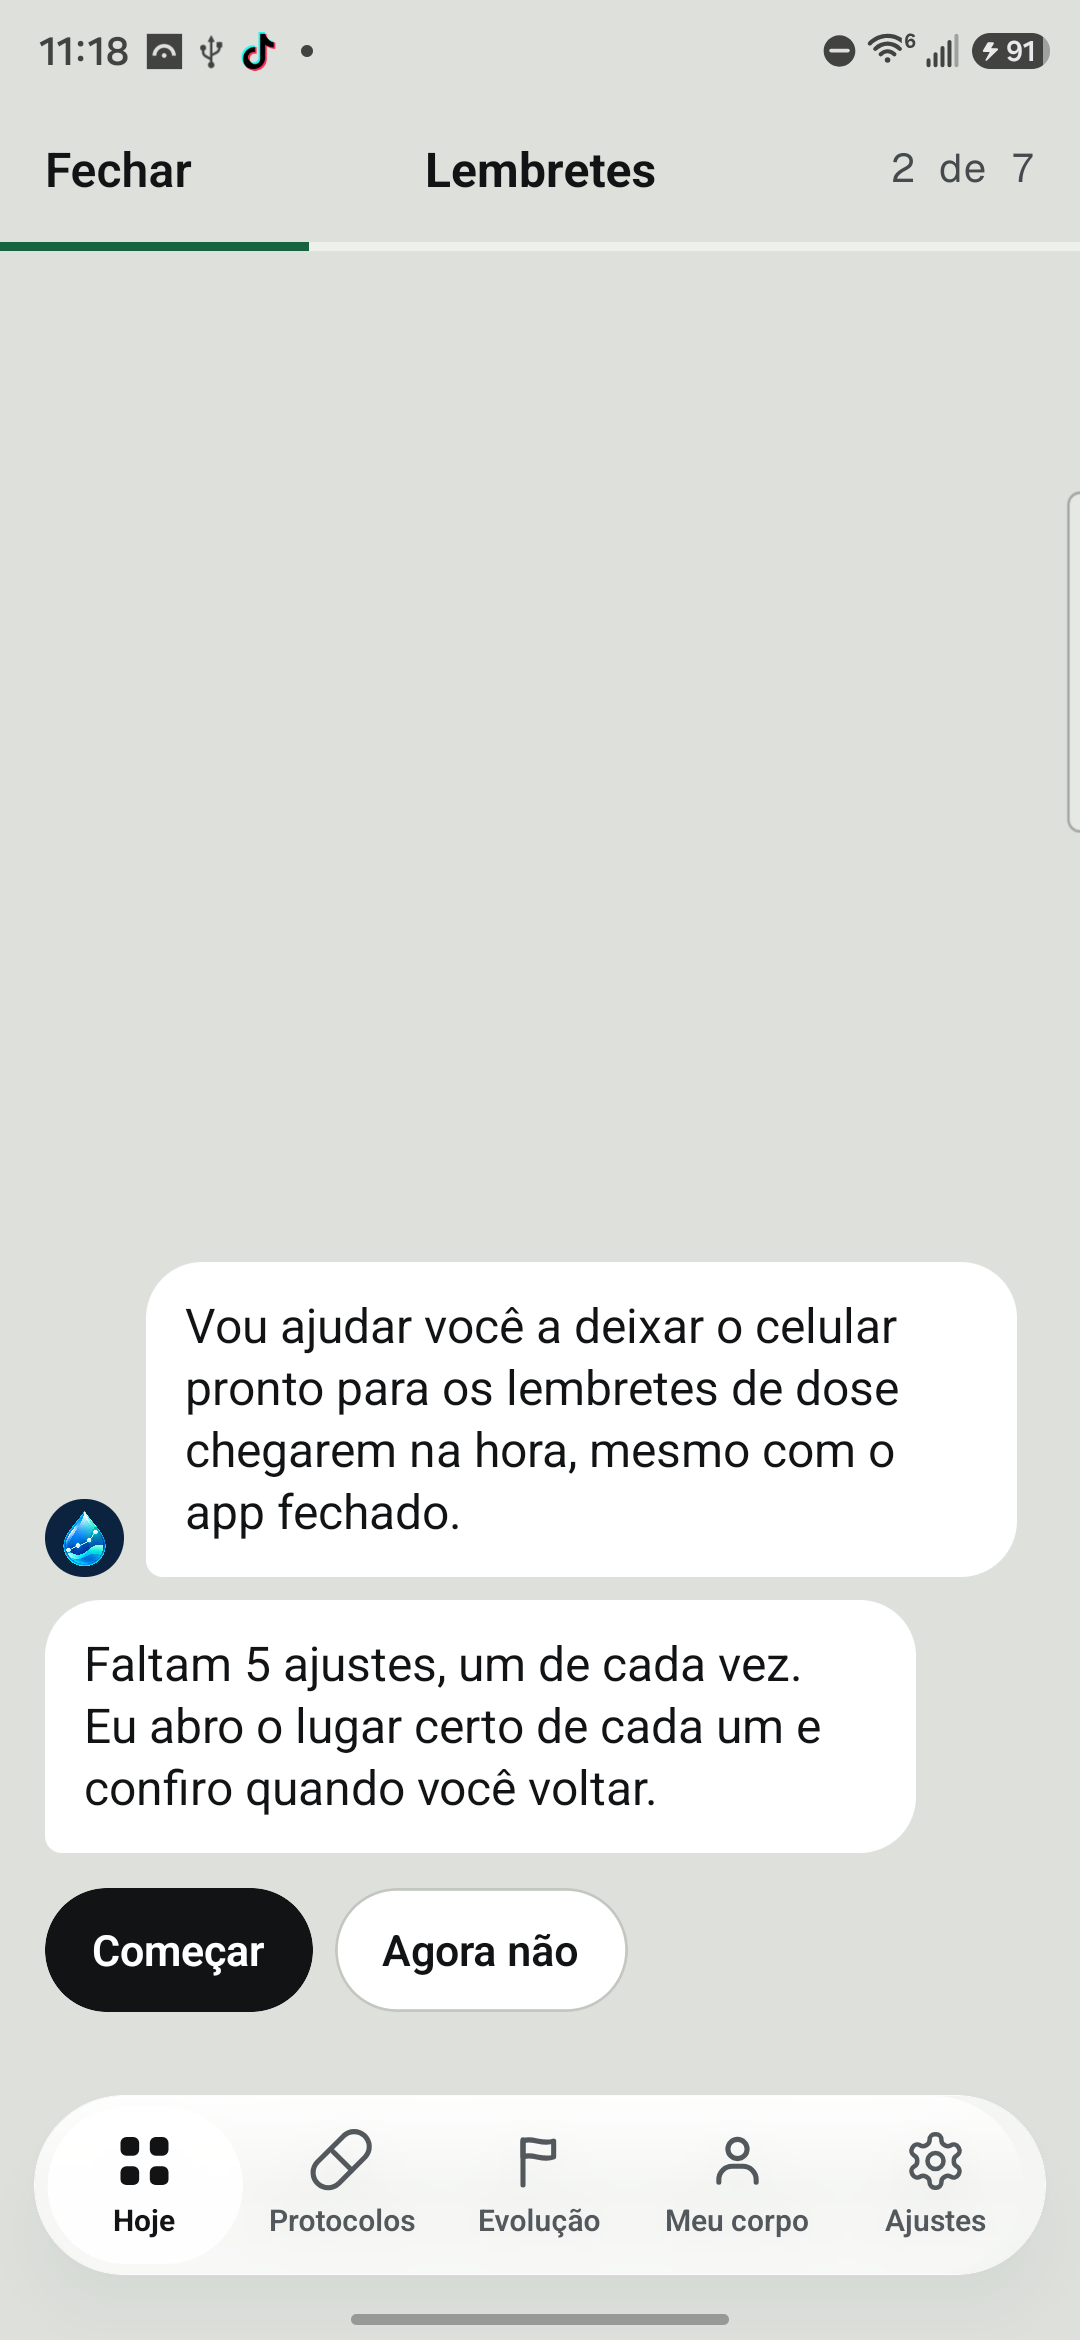 11:18
6
91
Fechar
Lembretes
2 de 7
Vou ajudar você a deixar o celular
pronto para os lembretes de dose
chegarem na hora, mesmo com o
app fechado.
Faltam 5 ajustes, um de cada vez.
Eu abro o lugar certo de cada um e
confiro quando você voltar.
Começar
Agora não
Hoje
Protocolos
Evolução
Meu corpo
Ajustes